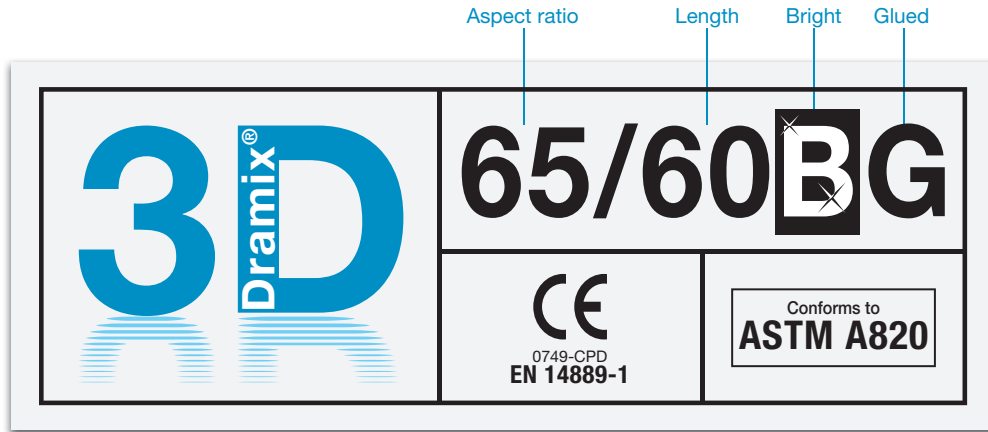 Aspect ratio Length Bright Glued
3D
Dramix®
65/60BG
CE
0749-CPD
EN 14889-1
Conforms to
ASTM A820